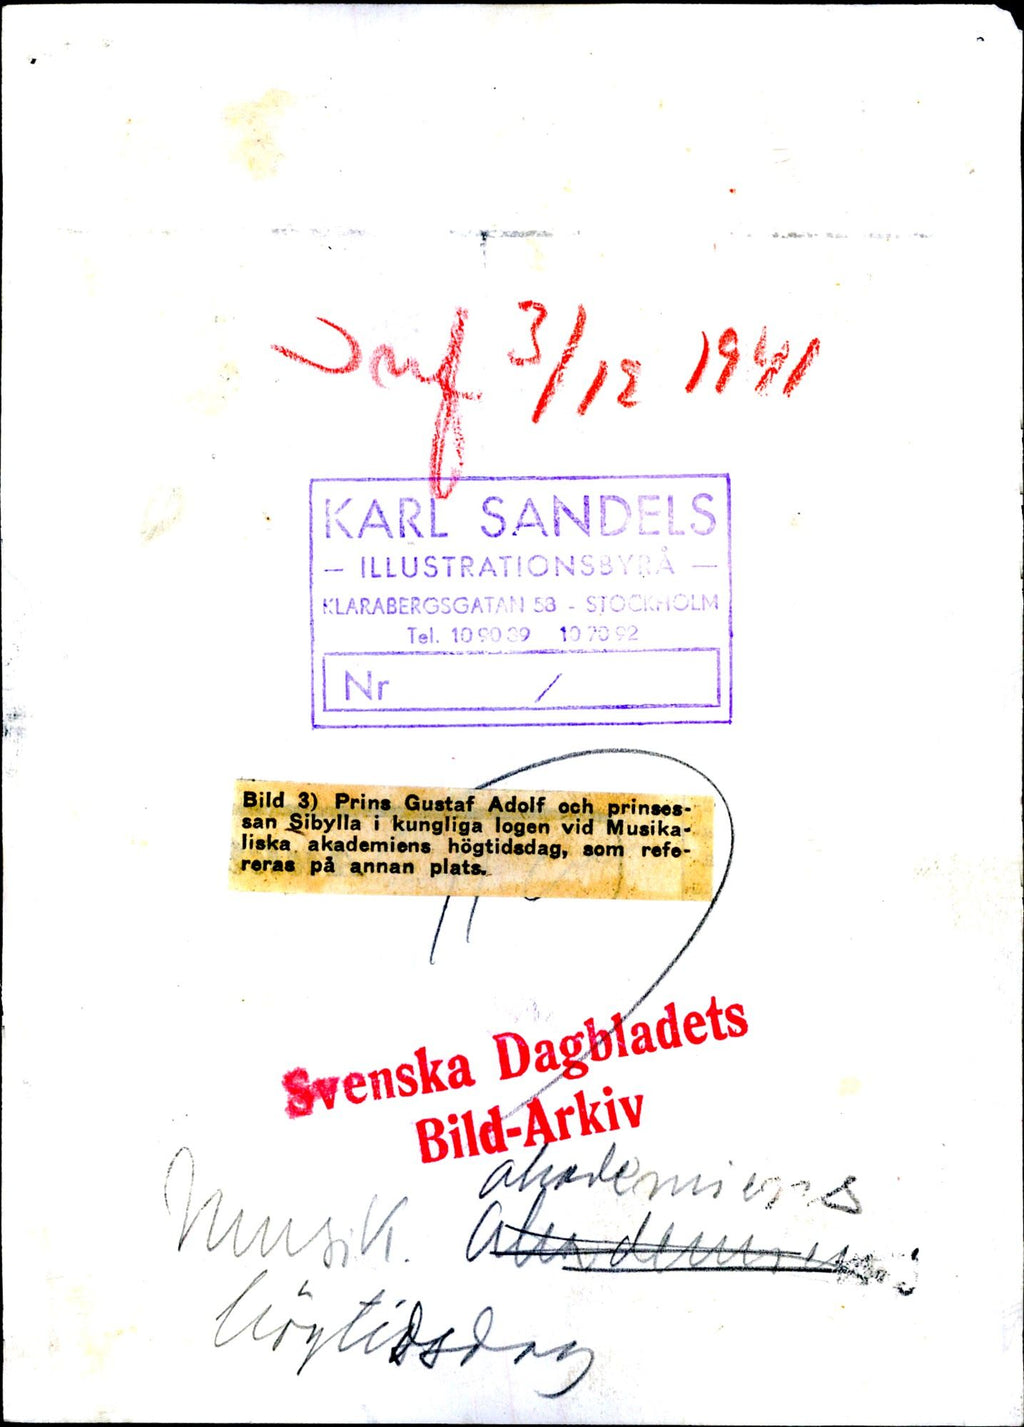 Inf 3/12 1941
KARL SANDELS
— ILLUSTRATIONSBYRÅ —
KLARABERGSGATAN 58 - STOCKHOLM
Tel. 10 90 39 10 70 92
Nr /
Bild 3) Prins Gustaf Adolf och prinses-
san Sibylla i kungliga logen vid Musika-
liska akademiens högtidsdag, som refe-
reras på annan plats.
Svenska Dagbladets
Bild-Arkiv
akademiens
Musik. Akademiens
högtidsdag